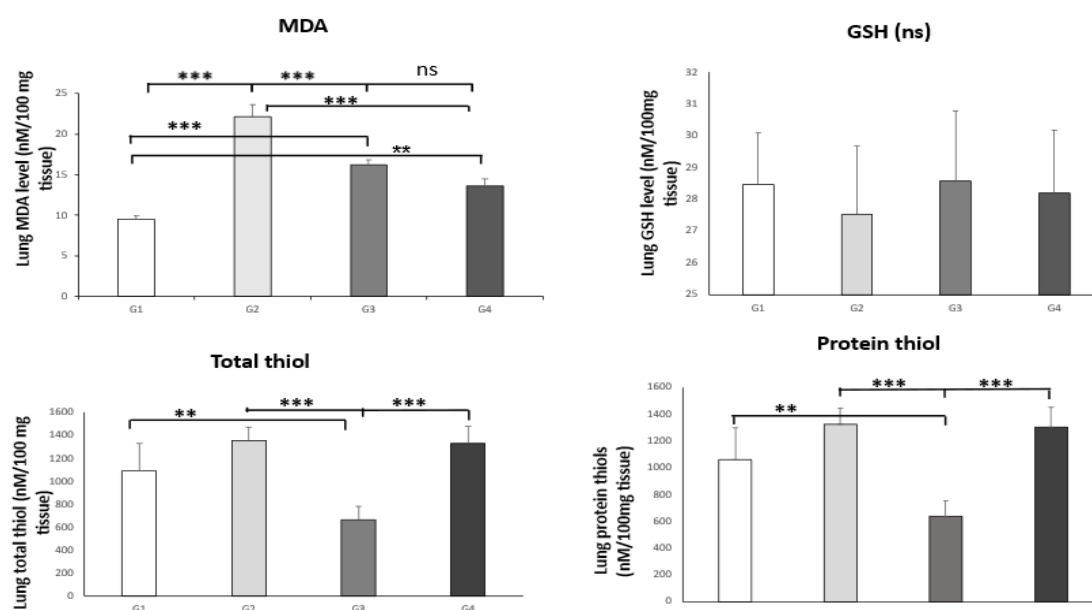 MDA
ns
*** ***
***
***
**
Lung MDA level (nM/100 mg
tissue)
25
20
15
10
5
0
G1 G2 G3 G4
GSH (ns)
Lung GSH level (nM/100mg
tissue)
32
31
30
29
28
27
26
25
G1 G2 G3 G4
Total thiol
** *** ***
Lung total thiol (nM/100 mg
tissue)
1600
1400
1200
1000
800
600
400
200
0
G1 G2 G3 G4
Protein thiol
*** ***
**
Lung protein thiols
(nM/100mg tissue)
1600
1400
1200
1000
800
600
400
200
0